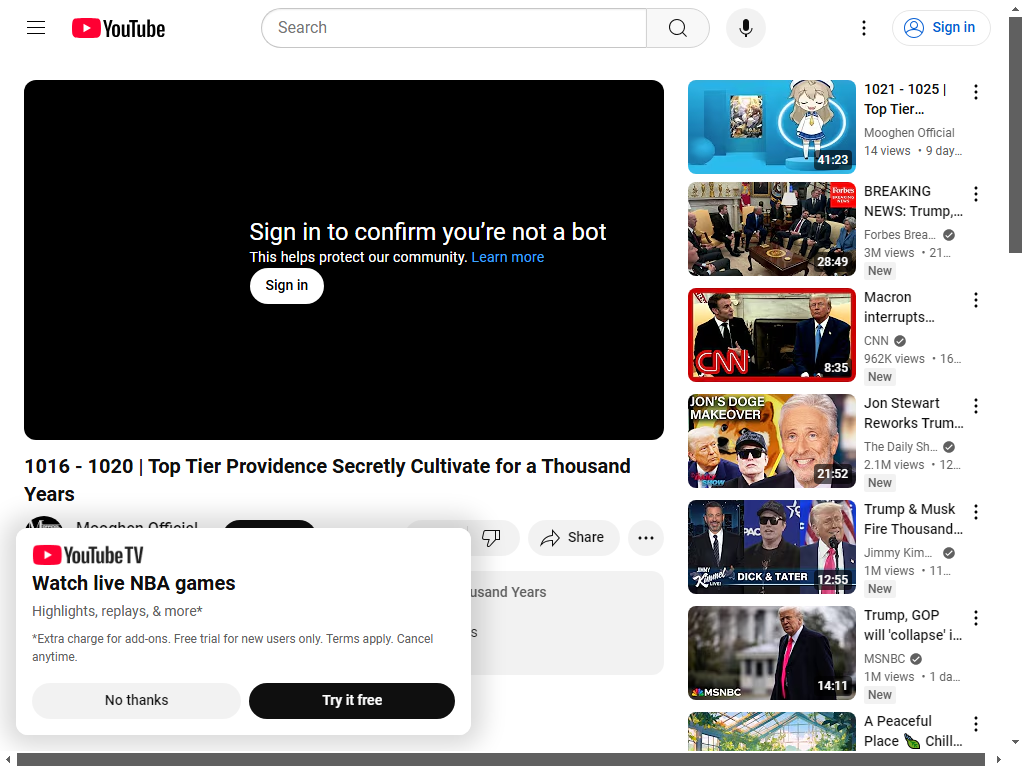 YouTube
Search
Sign in
Sign in to confirm you're not a bot
This helps protect our community. Learn more
Sign in
1016 - 1020 | Top Tier Providence Secretly Cultivate for a Thousand
Years
Mooghen Official
Share
usand Years
s
YouTube TV
Watch live NBA games
Highlights, replays, & more*
*Extra charge for add-ons. Free trial for new users only. Terms apply. Cancel
anytime.
No thanks
Try it free
41:23
1021 - 1025 |
Top Tier...
Mooghen Official
14 views • 9 day...
Forbes
BREAKING NEWS
28:49
BREAKING
NEWS: Trump,...
Forbes Brea...
3M views • 21...
New
CNN
8:35
Macron
interrupts...
CNN
962K views • 16...
New
JON'S DOGE
MAKEOVER
21:52
Jon Stewart
Reworks Trum...
The Daily Sh...
2.1M views • 12...
New
JIMMY
KIMMEL
LIVE!
DICK & TATER
12:55
Trump & Musk
Fire Thousand...
Jimmy Kim...
1M views • 11...
New
MSNBC
14:11
Trump, GOP
will 'collapse' i...
MSNBC
1M views • 1 da...
New
A Peaceful
Place 🍃 Chill...